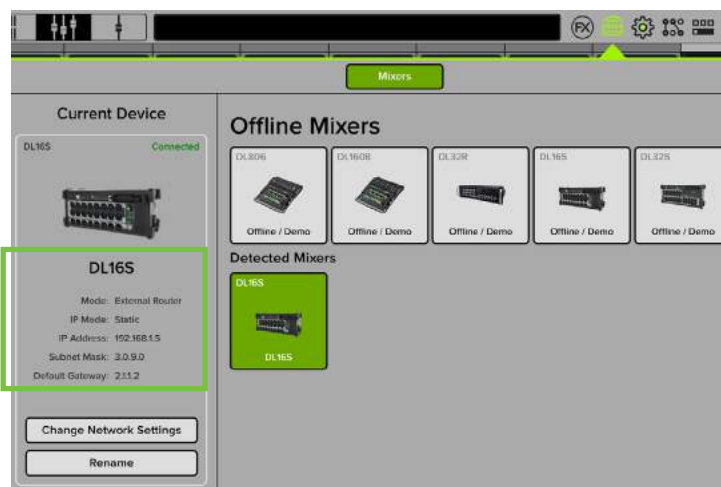 FX
Mixers
Current Device
DL16S Connected
DL16S
Mode: External Router
IP Mode: Static
IP Address: 192.168.1.5
Subnet Mask: 3.0.9.0
Default Gateway: 2.1.1.2
Change Network Settings
Rename
Offline Mixers
DL806 DL1608 DL32R DL16S DL32S
Offline / Demo Offline / Demo Offline / Demo Offline / Demo Offline / Demo
Detected Mixers
DL16S
DL16S